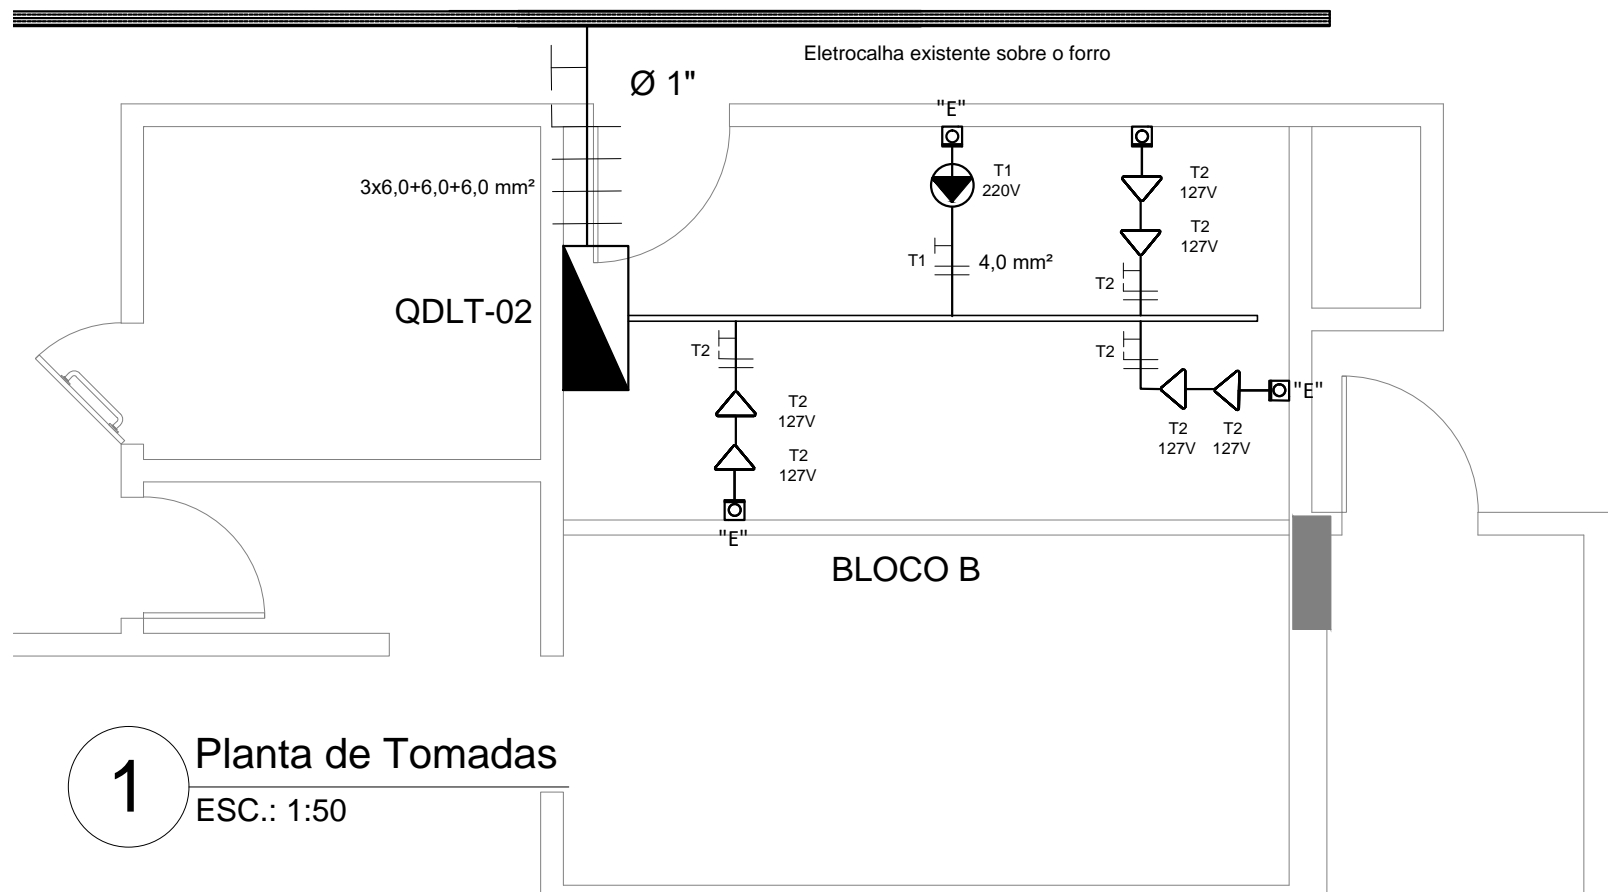 Eletrocalha existente sobre o forro
Ø 1"
"E"
3x6,0+6,0+6,0 mm²
T1
220V
T2
127V
T2
127V
T1
4,0 mm²
T2
QDLT-02
T2
T2
"E"
T2
127V
T2
127V
T2
127V
T2
127V
"E"
BLOCO B
1
Planta de Tomadas
ESC.: 1:50